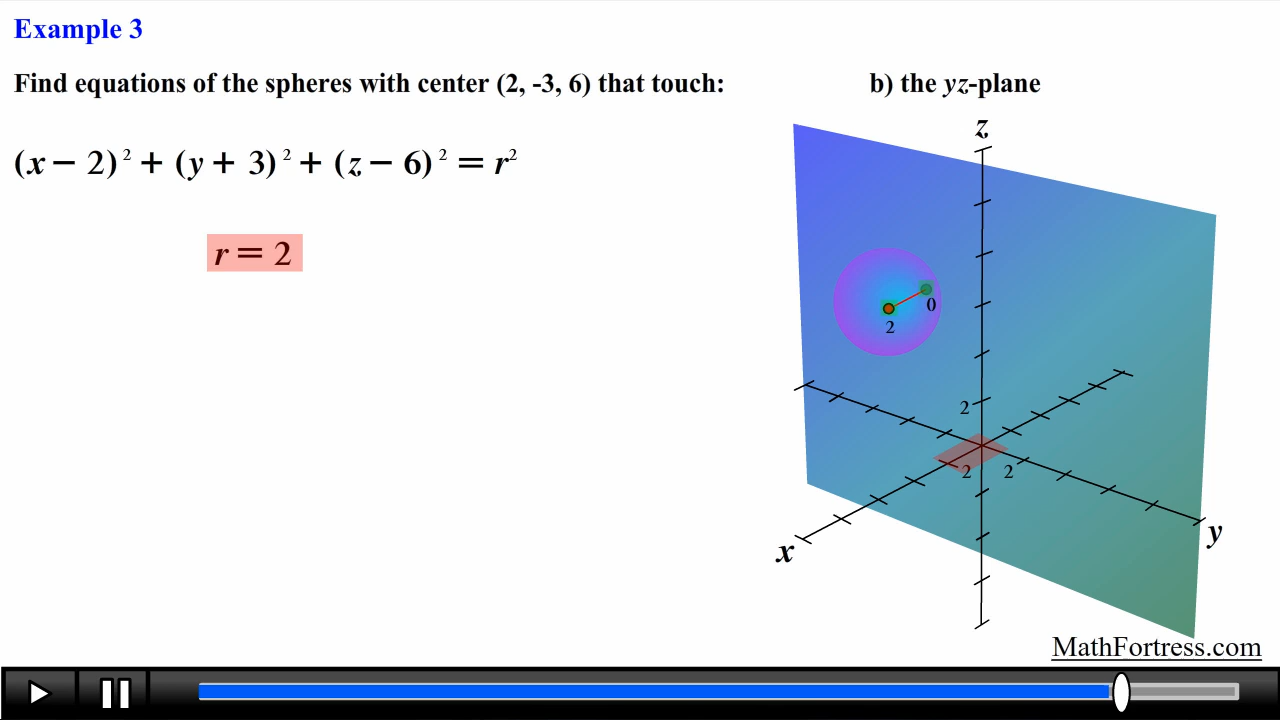 Example 3
Find equations of the spheres with center (2, -3, 6) that touch: b) the yz-plane
(x − 2)² + (y + 3)² + (z − 6)² = r²
r = 2
z
0
2
2
2 2
x
y
MathFortress.com